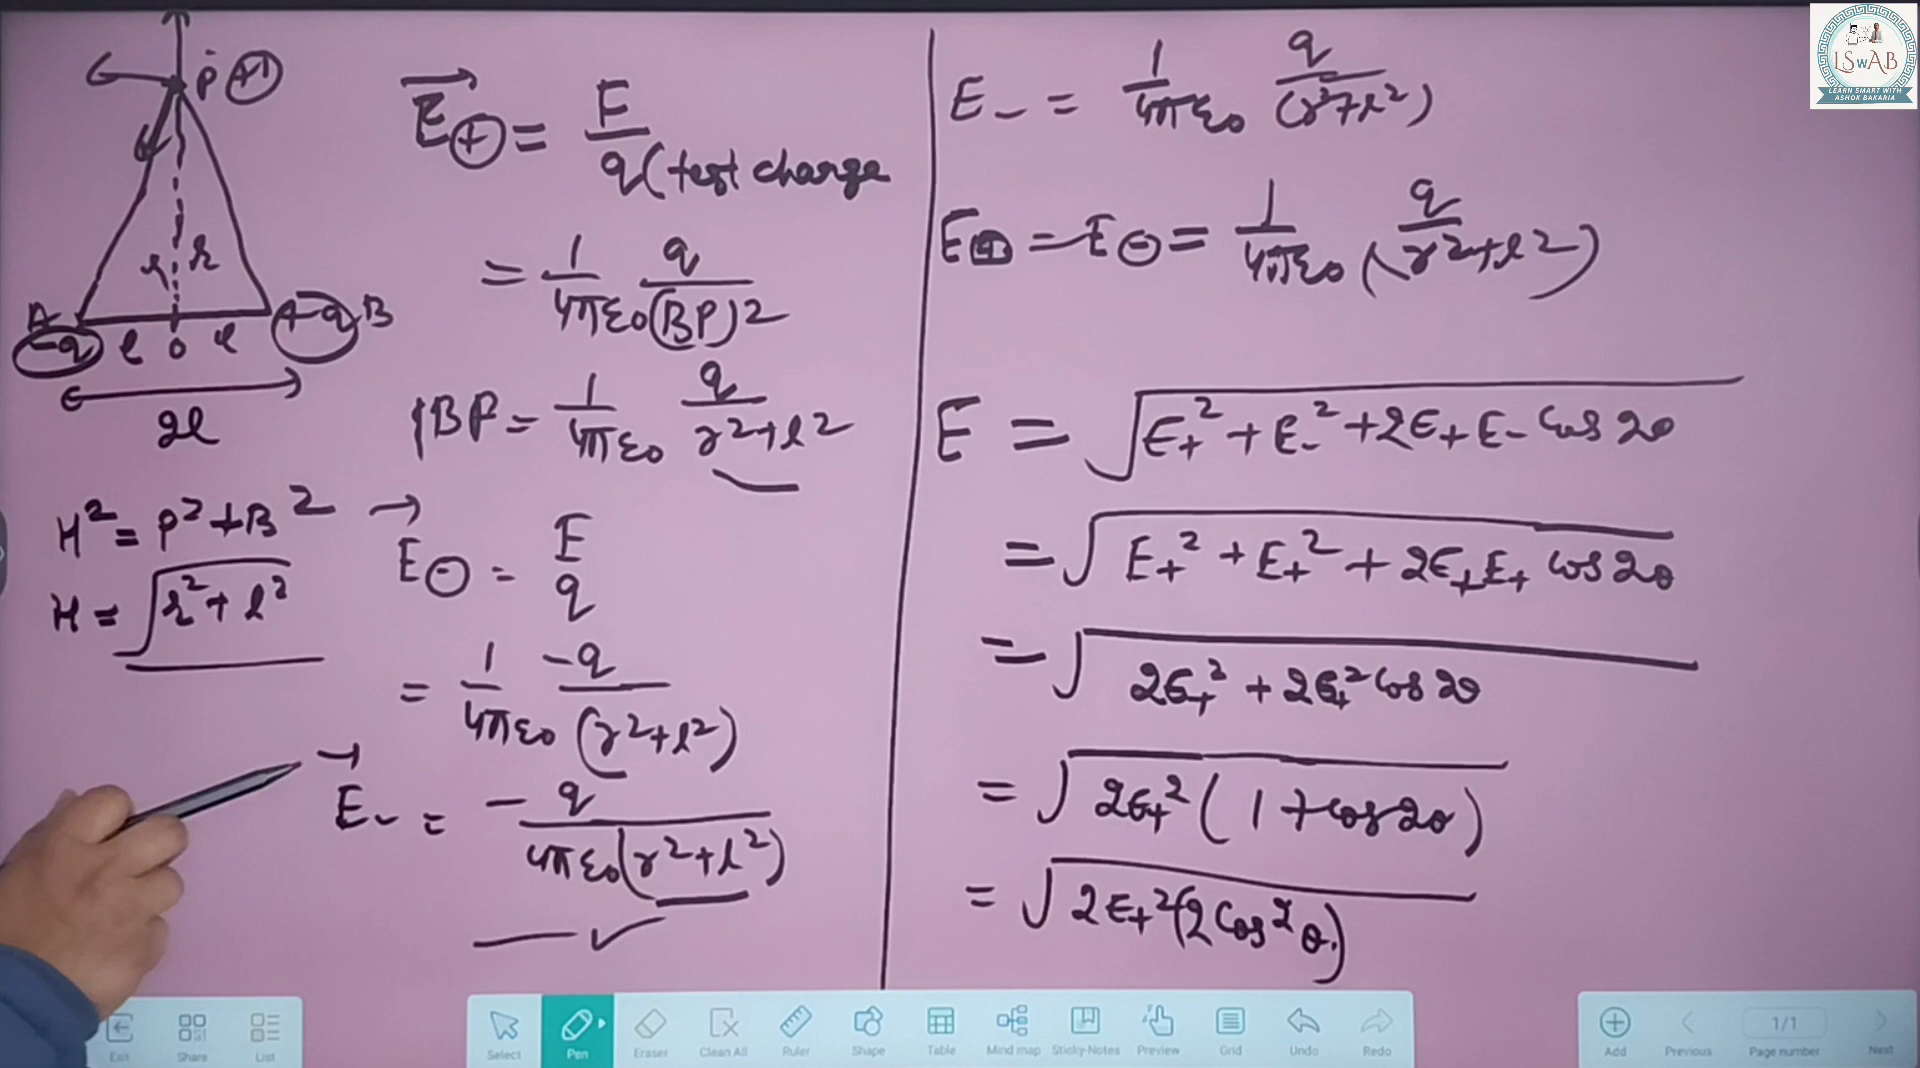 P +1
r r
A B
-q l o l +q
2l
H² = P² + B²
H = √r² + l²
E⊕ = F/q (test charge
= 1/4πε0 q/(BP)²
BP = 1/4πε0 q/r²+l²
E⊖ = F/q
= 1/4πε0 -q/(r²+l²)
E- = -q/4πε0(r²+l²)
E- = 1/4πε0 q/(r²+l²)
E⊕ = E⊖ = 1/4πε0 q/(r²+l²)
E = √E+² + E-² + 2E+ E- cos 2θ
= √E+² + E+² + 2E+E+ cos 2θ
= √2E+² + 2E+² cos 2θ
= √2E+² (1 + cos 2θ)
= √2E+² (2 cos² θ)
LSwAB
LEARN SMART WITH
ASHOK BAKARIA
Exit Share List
Select Pen Eraser Clean All Ruler Shape Table Mind map Sticky-Notes Preview Grid Undo Redo
1/1
Add Previous Page number Next